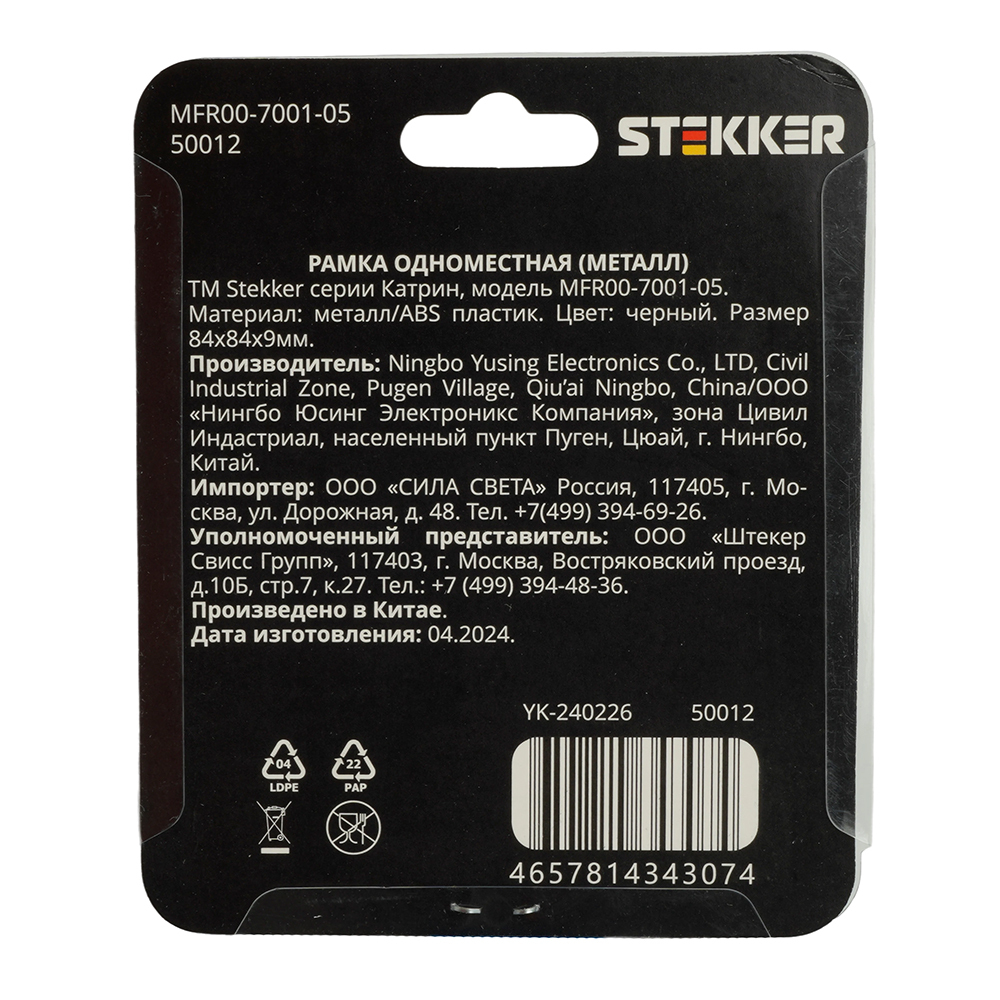 MFR00-7001-05
50012
STEKKER
РАМКА ОДНОМЕСТНАЯ (МЕТАЛЛ)
ТМ Stekker серии Катрин, модель MFR00-7001-05.
Материал: металл/ABS пластик. Цвет: черный. Размер
84х84х9мм.
Производитель: Ningbo Yusing Electronics Co., LTD, Civil
Industrial Zone, Pugen Village, Qiu’ai Ningbo, China/ООО
«Нингбо Юсинг Электроникс Компания», зона Цивил
Индастриал, населенный пункт Пуген, Цюай, г. Нингбо,
Китай.
Импортер: ООО «СИЛА СВЕТА» Россия, 117405, г. Мо-
сква, ул. Дорожная, д. 48. Тел. +7(499) 394-69-26.
Уполномоченный представитель: ООО «Штекер
Свисс Групп», 117403, г. Москва, Востряковский проезд,
д.10Б, стр.7, к.27. Тел.: +7 (499) 394-48-36.
Произведено в Китае.
Дата изготовления: 04.2024.
YK-240226 50012
04 22
LDPE PAP
4657814343074